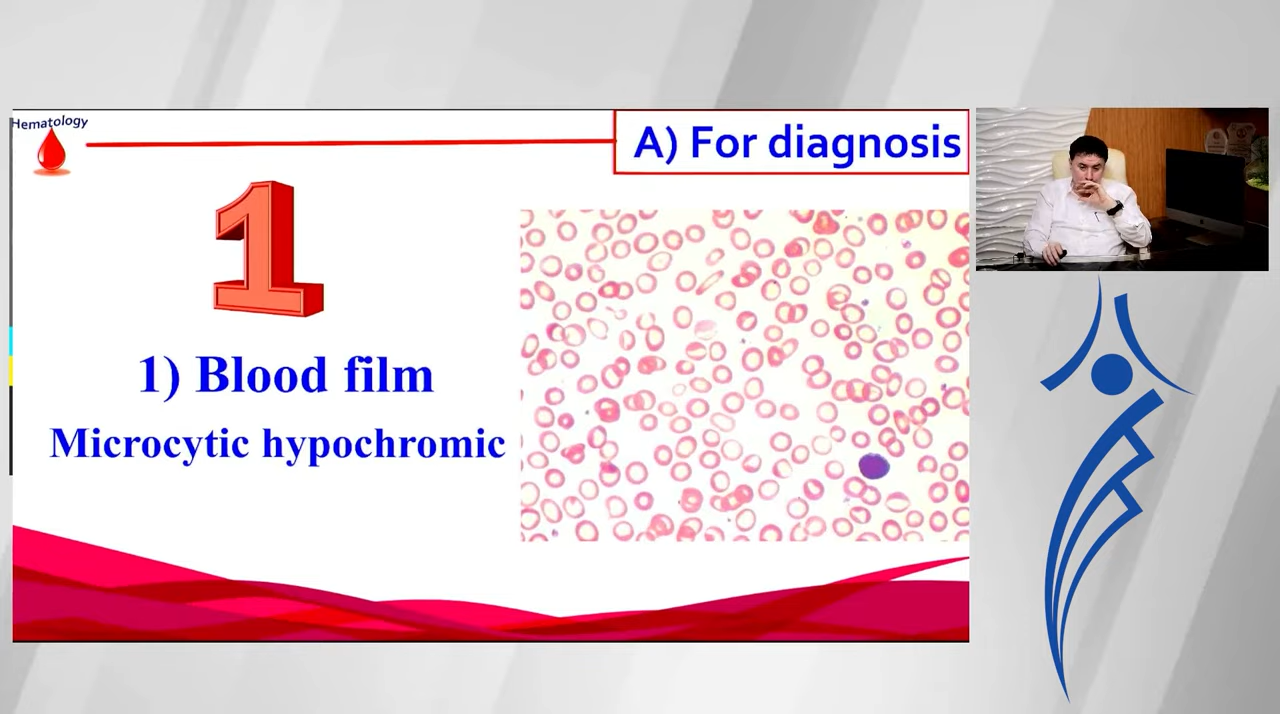 Hematology
A) For diagnosis
1
1) Blood film
Microcytic hypochromic